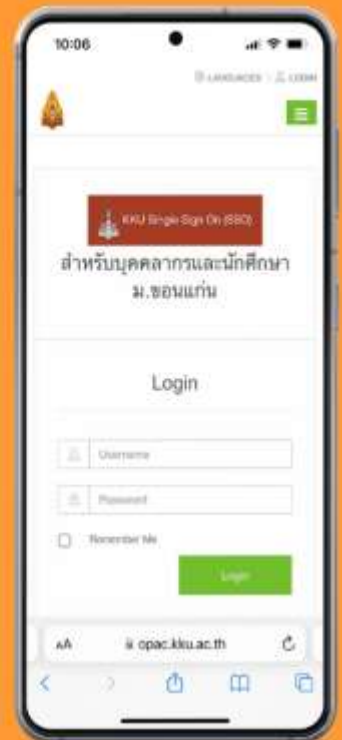 10:06
LANGUAGES LOGIN
KKU Single Sign On (SSO)
สำหรับบุคคลากรและนักศึกษา
ม.ขอนแก่น
Login
Username
Password
Remember Me
Login
AA opac.kku.ac.th